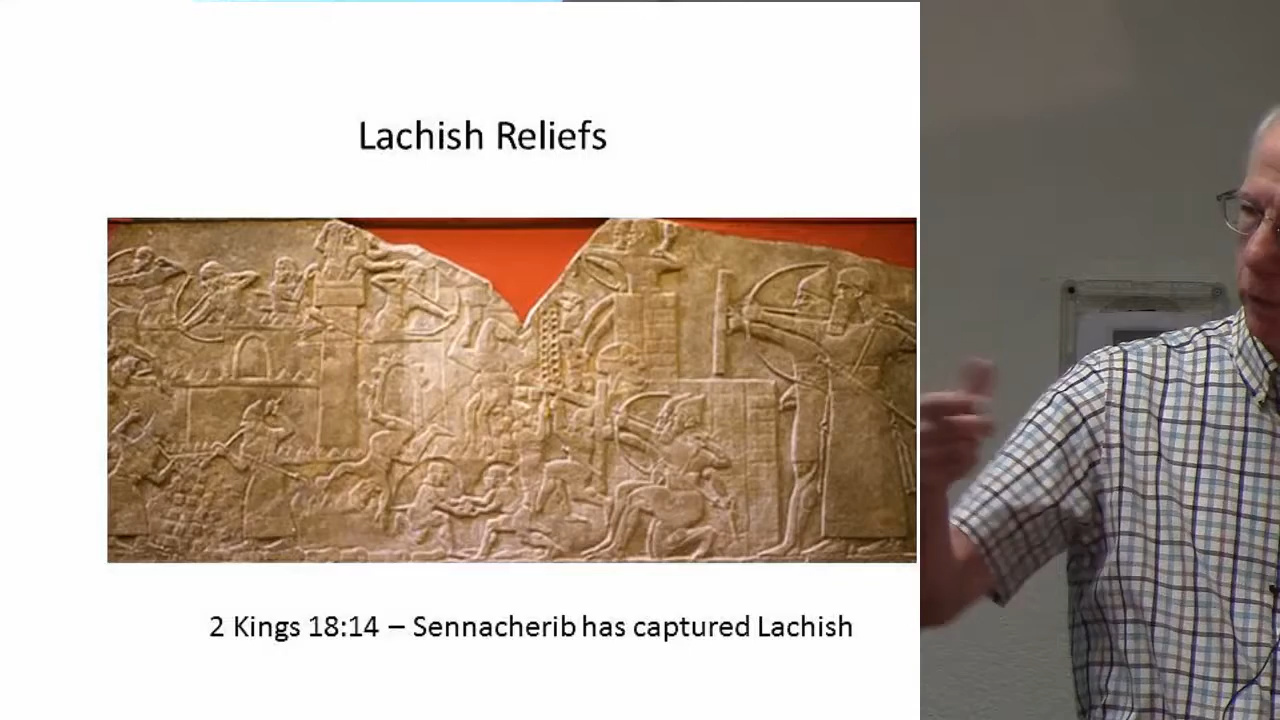 Lachish Reliefs
2 Kings 18:14 – Sennacherib has captured Lachish